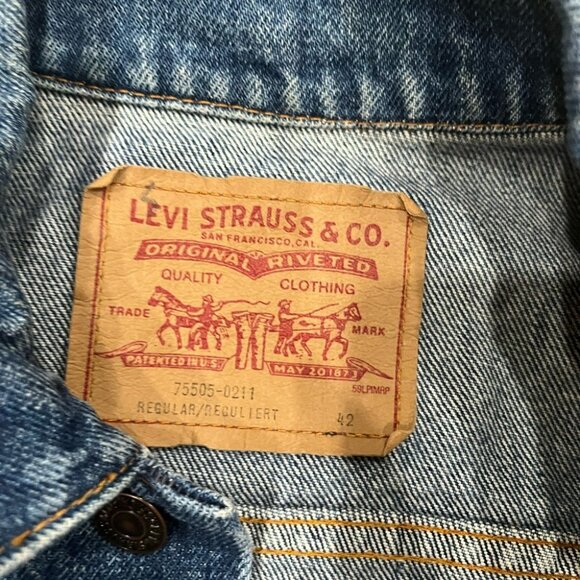 LEVI STRAUSS & CO.
SAN FRANCISCO, CAL.
ORIGINAL RIVETED
QUALITY CLOTHING
TRADE MARK
PATENTED IN U.S. MAY 20 1873
75505-0211 59LPIMRP
REGULAR/REGULIERT 42